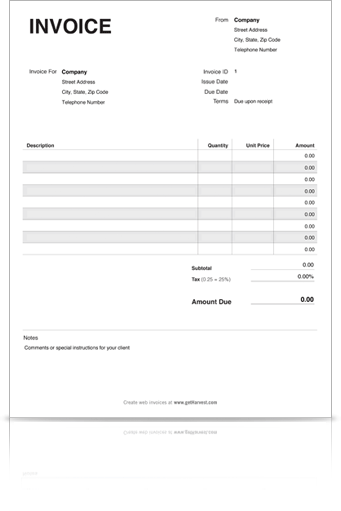 INVOICE
From Company
Street Address
City, State, Zip Code
Telephone Number
Invoice For Company
Street Address
City, State, Zip Code
Telephone Number
Invoice ID 1
Issue Date
Due Date
Terms Due upon receipt
Description Quantity Unit Price Amount
0.00
0.00
0.00
0.00
0.00
0.00
0.00
0.00
0.00
Subtotal 0.00
Tax (0.25 = 25%) 0.00%
Amount Due 0.00
Notes
Comments or special instructions for your client
Create web invoices at www.getHarvest.com